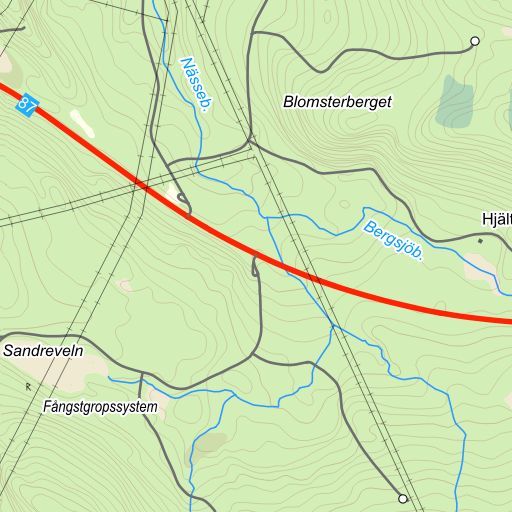 Nässeb.
Blomsterberget
87
Hjält
Bergsjöb.
Sandreveln
Fångstgropssystem